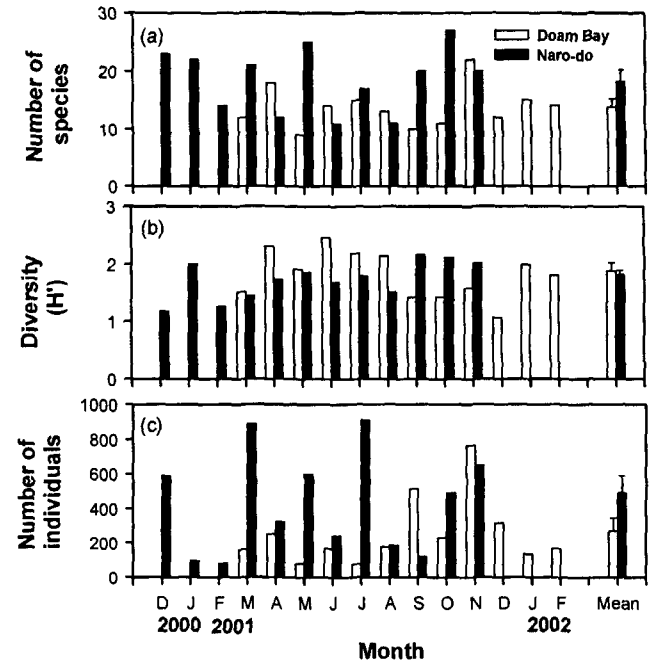 30
(a)
Doam Bay
Naro-do
20
10
0
Number of
species
3
(b)
2
1
0
Diversity
(H')
1000
(c)
800
600
400
200
0
Number of
individuals
D J F M A M J J A S O N D J F Mean
2000 2001 2002
Month